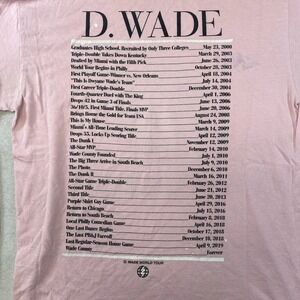 D. WADE
Graduates High School. Recruited by Only Three Colleges May 23, 2000
Triple-Double Takes Down Kentucky March 29, 2003
Drafted by Miami with the Fifth Pick June 26, 2003
World Tour Begins in Philly October 28, 2003
First Playoff Game-Winner vs. New Orleans April 18, 2004
"This Is Dwyane Wade's Team" July 14, 2004
First Career Triple-Double December 30, 2004
Fourth-Quarter Duel with The King April 1, 2006
Drops 42 in Game 3 of Finals June 13, 2006
36/10/5. First Miami Title. Finals MVP June 20, 2006
Brings Home the Gold for Team USA August 24, 2008
This Is My House March 9, 2009
Miami's All-Time Leading Scorer March 14, 2009
Drops 55. Locks Up Scoring Title April 12, 2009
The Dunk I November 12, 2009
All-Star MVP February 14, 2010
Wade County Founded July 1, 2010
The Big Three Arrive in South Beach July 9, 2010
The Photo December 6, 2010
The Dunk II March 16, 2011
All-Star Game Triple-Double February 26, 2012
Second Title June 21, 2012
Third Title June 20, 2013
Purple Shirt Guy Game April 29, 2016
Return to Chicago July 15, 2016
Return to South Beach February 8, 2018
Local Philly Comedian Game April 16, 2018
One Last Dance Begins October 17, 2018
The Last PB&J Faceoff December 10, 2018
Last Regular-Season Home Game April 9, 2019
Wade Forever
D. WADE WORLD TOUR